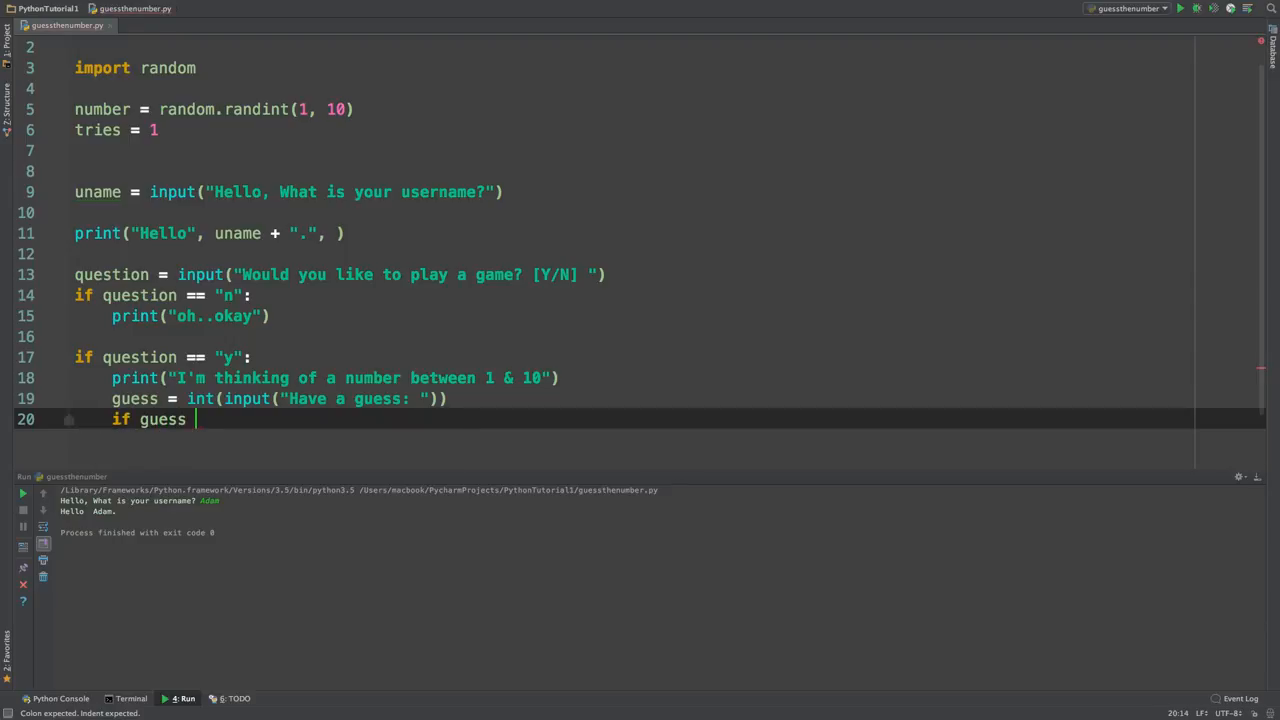 PythonTutorial1 guessthenumber.py guessthenumber
guessthenumber.py
1: Project
Z: Structure
2: Favorites
Database
2
3 import random
4
5 number = random.randint(1, 10)
6 tries = 1
7
8
9 uname = input("Hello, What is your username?")
10
11 print("Hello", uname + ".", )
12
13 question = input("Would you like to play a game? [Y/N] ")
14 if question == "n":
15 print("oh..okay")
16
17 if question == "y":
18 print("I'm thinking of a number between 1 & 10")
19 guess = int(input("Have a guess: "))
20 if guess
Run guessthenumber
/Library/Frameworks/Python.framework/Versions/3.5/bin/python3.5 /Users/macbook/PycharmProjects/PythonTutorial1/guessthenumber.py
Hello, What is your username? Adam
Hello  Adam.
Process finished with exit code 0
Python Console Terminal 4: Run 6: TODO Event Log
Colon expected. Indent expected. 20:14 LF÷ UTF-8÷